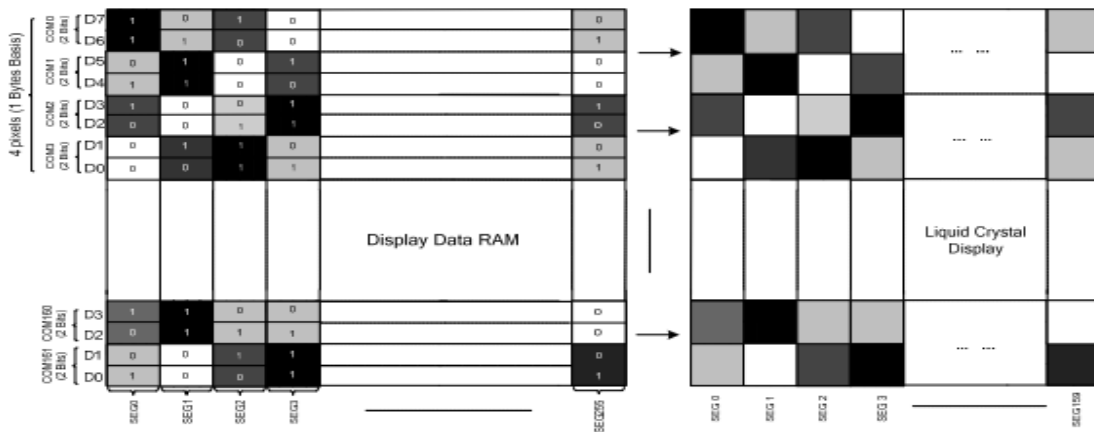 4 pixels (1 Bytes Basis)
COM0
(2 Bits)
D7 1 0 1 0 0
D6 1 1 0 0 1
COM1
(2 Bits)
D5 0 1 0 1 0
D4 1 1 0 0 0
COM2
(2 Bits)
D3 1 0 0 1 1
D2 0 0 1 1 0
COM3
(2 Bits)
D1 0 1 1 0 0
D0 0 0 1 1 1
... ...
... ...
Display Data RAM
Liquid Crystal
Display
COM160
(2 Bits)
D3 1 1 0 0 0
D2 0 1 1 1 0
COM161
(2 Bits)
D1 0 0 1 1 0
D0 1 0 0 1 1
... ...
... ...
SEG0 SEG1 SEG2 SEG3 SEG255
SEG 0 SEG 1 SEG 2 SEG 3 SEG159